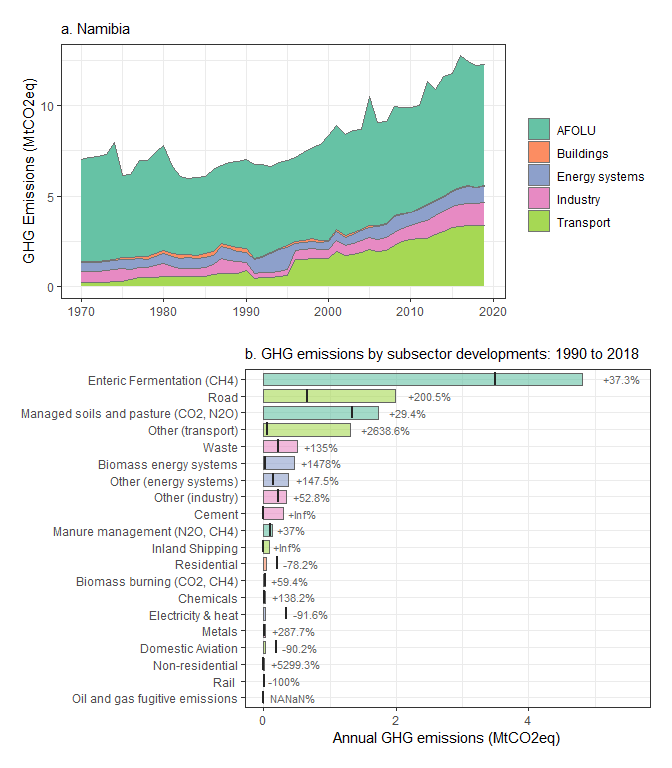 a. Namibia
GHG Emissions (MtCO2eq)
10
5
0
1970
1980
1990
2000
2010
2020
AFOLU
Buildings
Energy systems
Industry
Transport
b. GHG emissions by subsector developments: 1990 to 2018
Enteric Fermentation (CH4) +37.3%
Road +200.5%
Managed soils and pasture (CO2, N2O) +29.4%
Other (transport) +2638.6%
Waste +135%
Biomass energy systems +1478%
Other (energy systems) +147.5%
Other (industry) +52.8%
Cement +Inf%
Manure management (N2O, CH4) +37%
Inland Shipping +Inf%
Residential -78.2%
Biomass burning (CO2, CH4) +59.4%
Chemicals +138.2%
Electricity & heat -91.6%
Metals +287.7%
Domestic Aviation -90.2%
Non-residential +5299.3%
Rail -100%
Oil and gas fugitive emissions NANaN%
0
2
4
Annual GHG emissions (MtCO2eq)